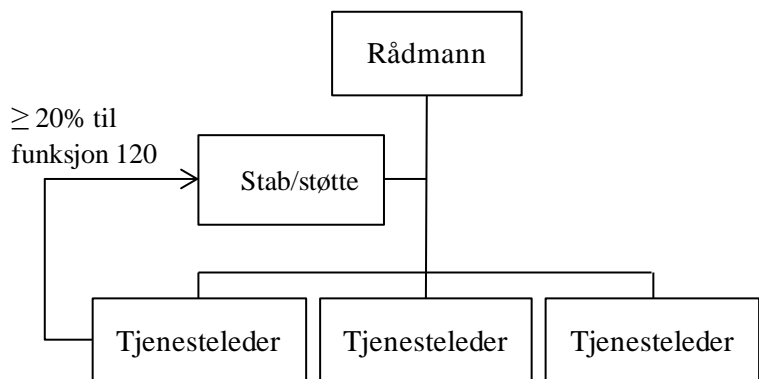 Rådmann
≥ 20% til
funksjon 120
Stab/støtte
Tjenesteleder
Tjenesteleder
Tjenesteleder